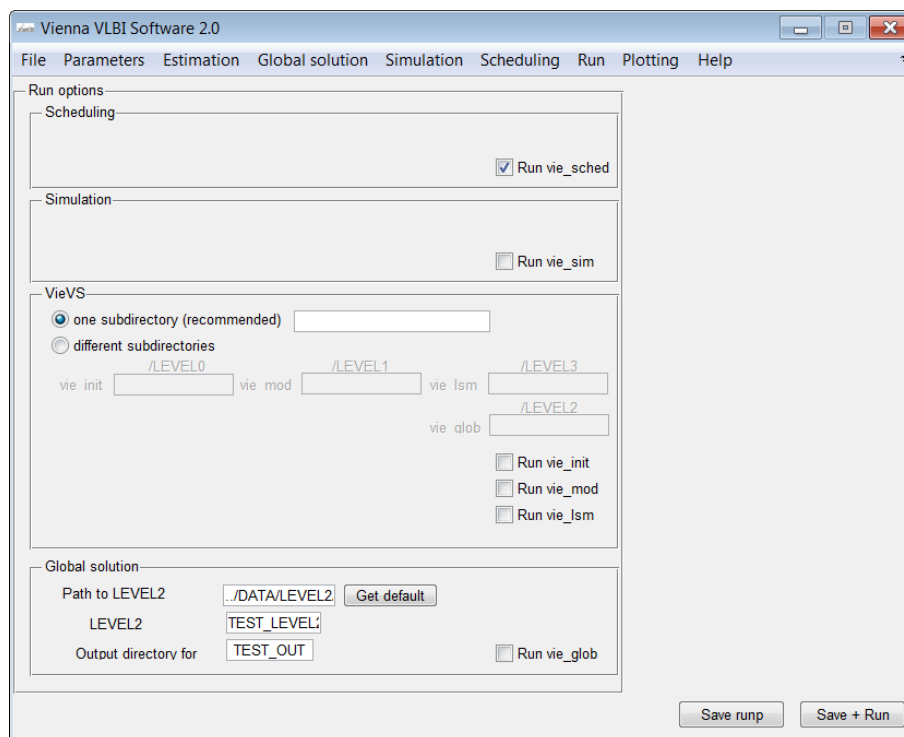 Vienna VLBI Software 2.0
File Parameters Estimation Global solution Simulation Scheduling Run Plotting Help
Run options
Scheduling
Run vie_sched
Simulation
Run vie_sim
VieVS
one subdirectory (recommended)
different subdirectories
/LEVEL0 /LEVEL1 /LEVEL3
vie_init vie_mod vie_lsm
/LEVEL2
vie_glob
Run vie_init
Run vie_mod
Run vie_lsm
Global solution
Path to LEVEL2 ../DATA/LEVEL2 Get default
LEVEL2 TEST_LEVEL2
Output directory for TEST_OUT Run vie_glob
Save runp Save + Run